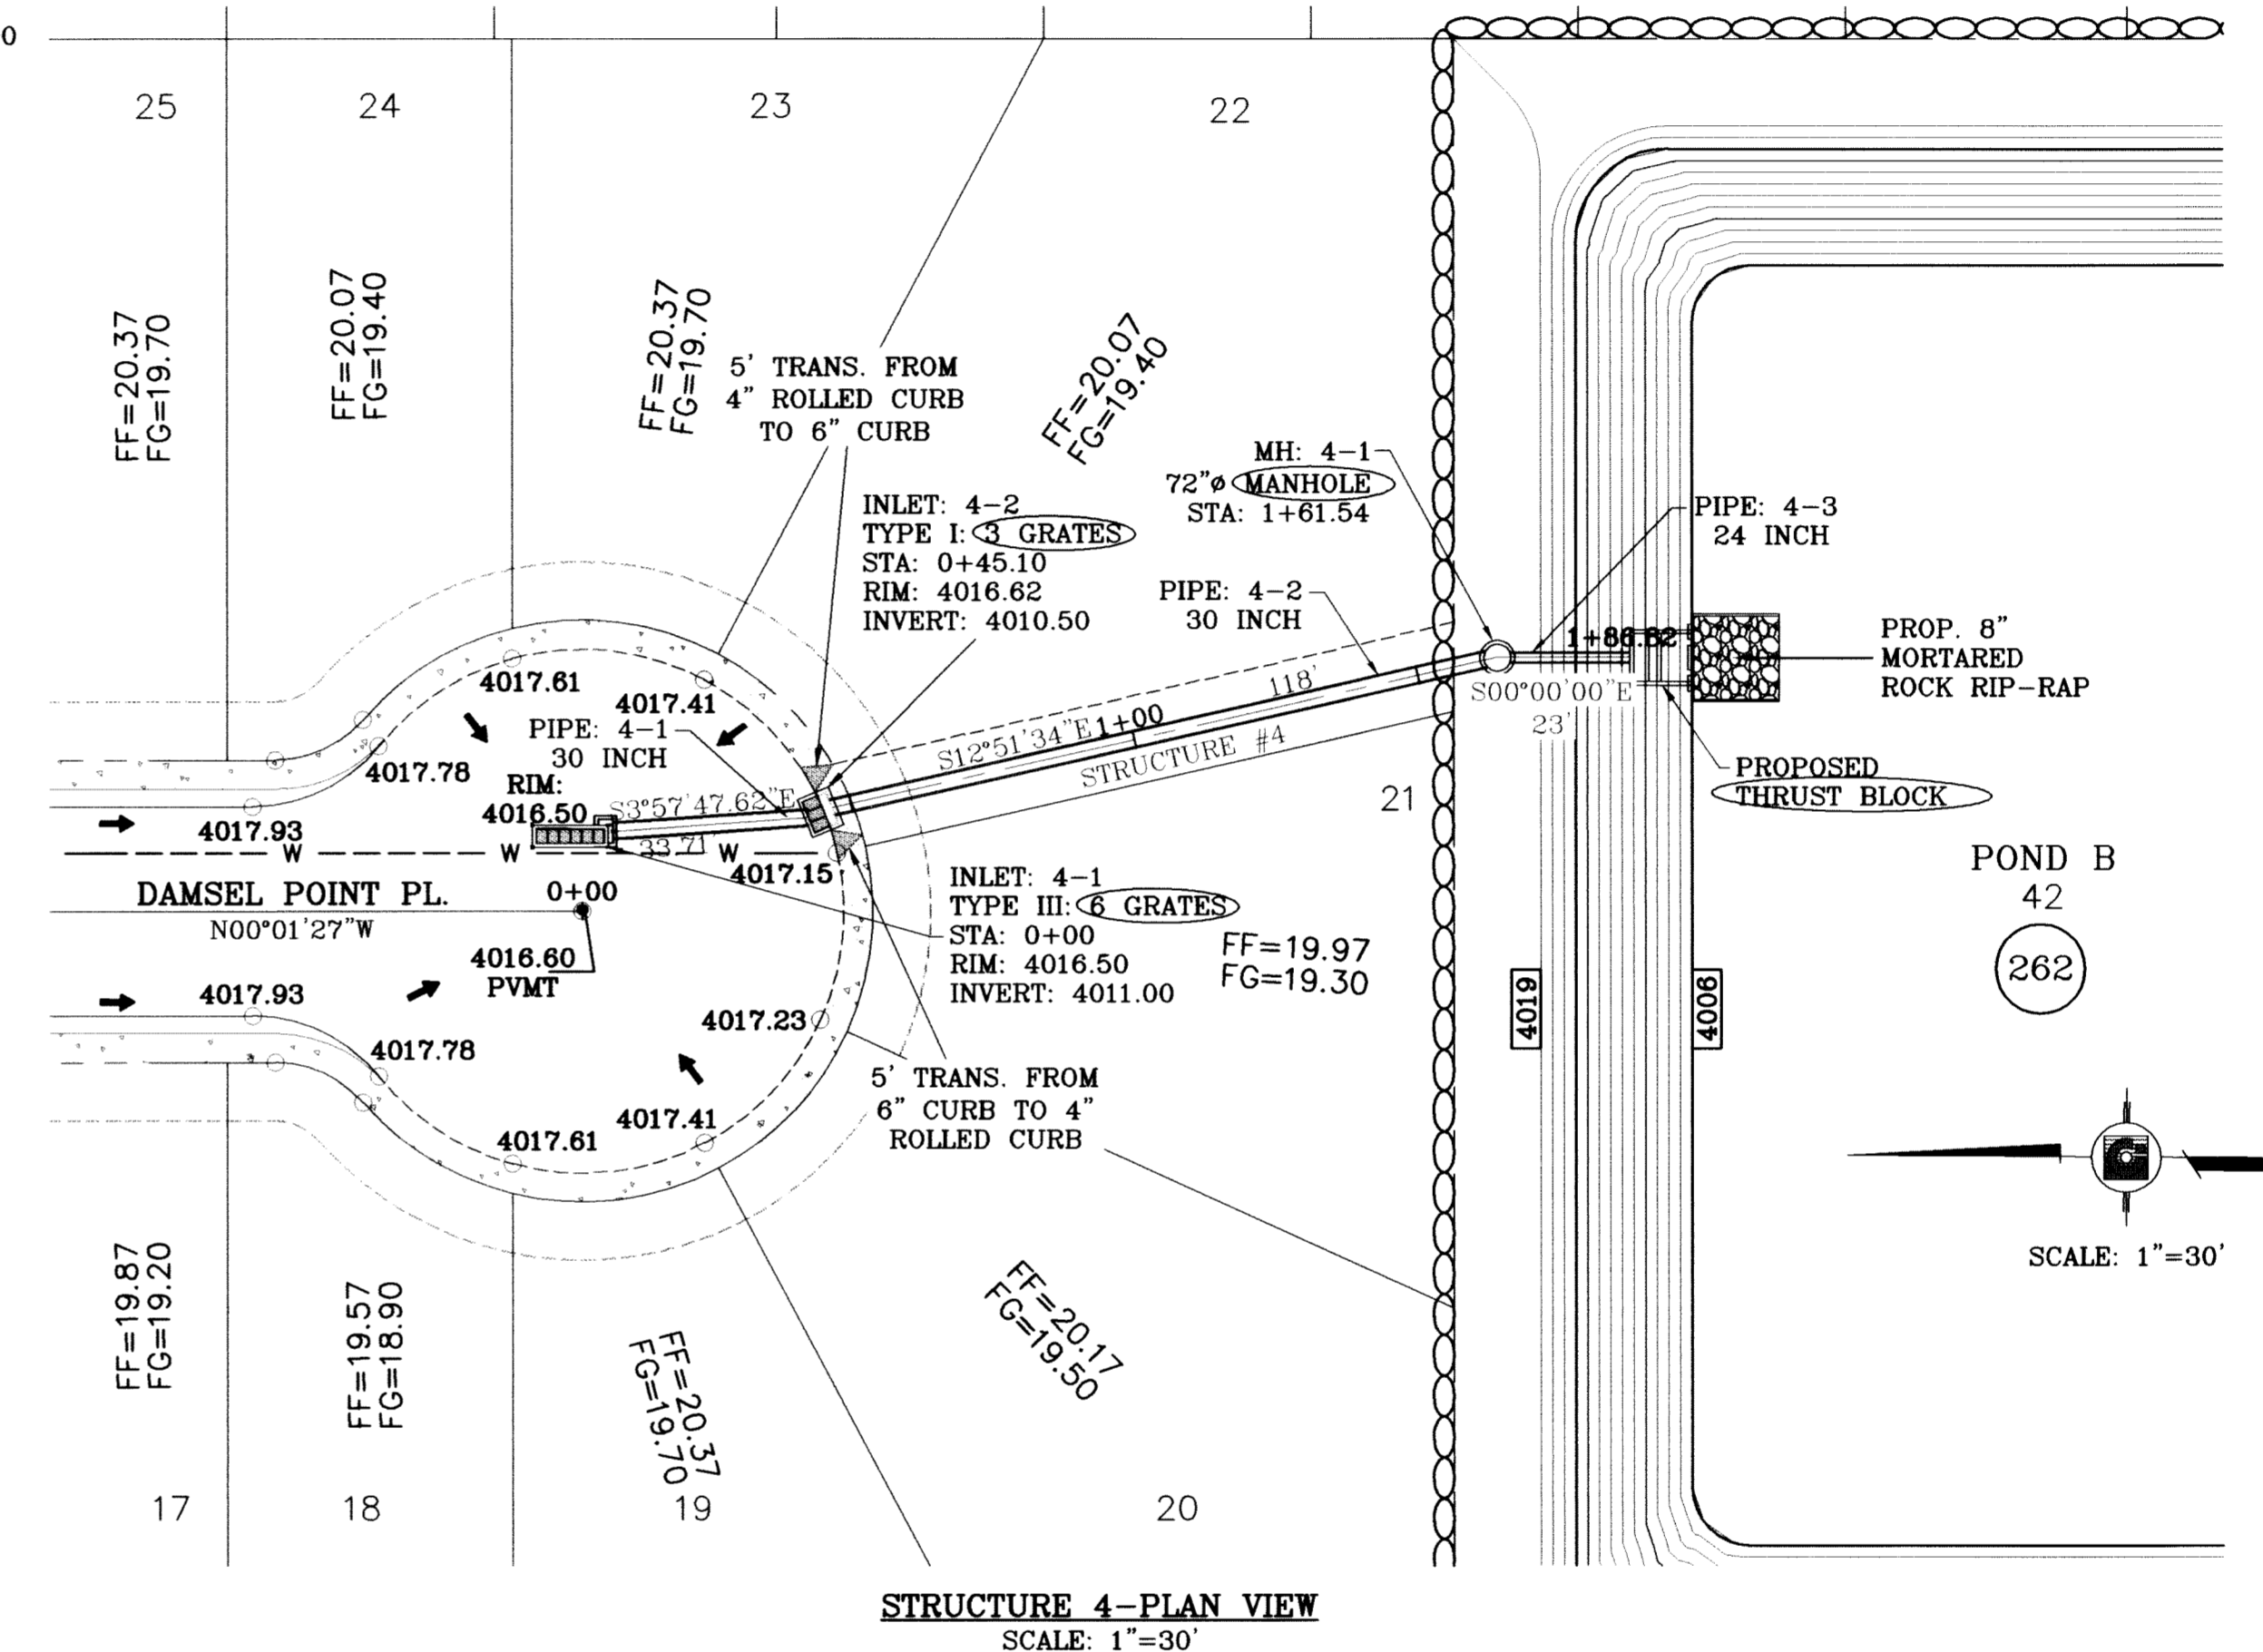 0
25
24
23
22
FF=20.37
FG=19.70
FF=20.07
FG=19.40
FF=20.37
FG=19.70
FF=20.07
FG=19.40
5' TRANS. FROM
4" ROLLED CURB
TO 6" CURB
INLET: 4-2
TYPE I: 3 GRATES
STA: 0+45.10
RIM: 4016.62
INVERT: 4010.50
MH: 4-1
72"ø MANHOLE
STA: 1+61.54
PIPE: 4-2
30 INCH
PIPE: 4-3
24 INCH
1+86.62
PROP. 8"
MORTARED
ROCK RIP-RAP
118'
S00°00'00"E
23'
S12°51'34"E
1+00
STRUCTURE #4
PROPOSED
THRUST BLOCK
4017.61
4017.41
4017.78
PIPE: 4-1
30 INCH
RIM:
4016.50
S3°57'47.62"E
33.71
4017.93
W
W
W
4017.15
21
DAMSEL POINT PL.
N00°01'27"W
0+00
4016.60
PVMT
INLET: 4-1
TYPE III: 6 GRATES
STA: 0+00
RIM: 4016.50
INVERT: 4011.00
FF=19.97
FG=19.30
4019
4006
POND B
42
262
4017.93
4017.78
4017.23
4017.41
4017.61
5' TRANS. FROM
6" CURB TO 4"
ROLLED CURB
SCALE: 1"=30'
FF=19.87
FG=19.20
FF=19.57
FG=18.90
FF=20.37
FG=19.70
FF=20.17
FG=19.50
17
18
19
20
STRUCTURE 4-PLAN VIEW
SCALE: 1"=30'